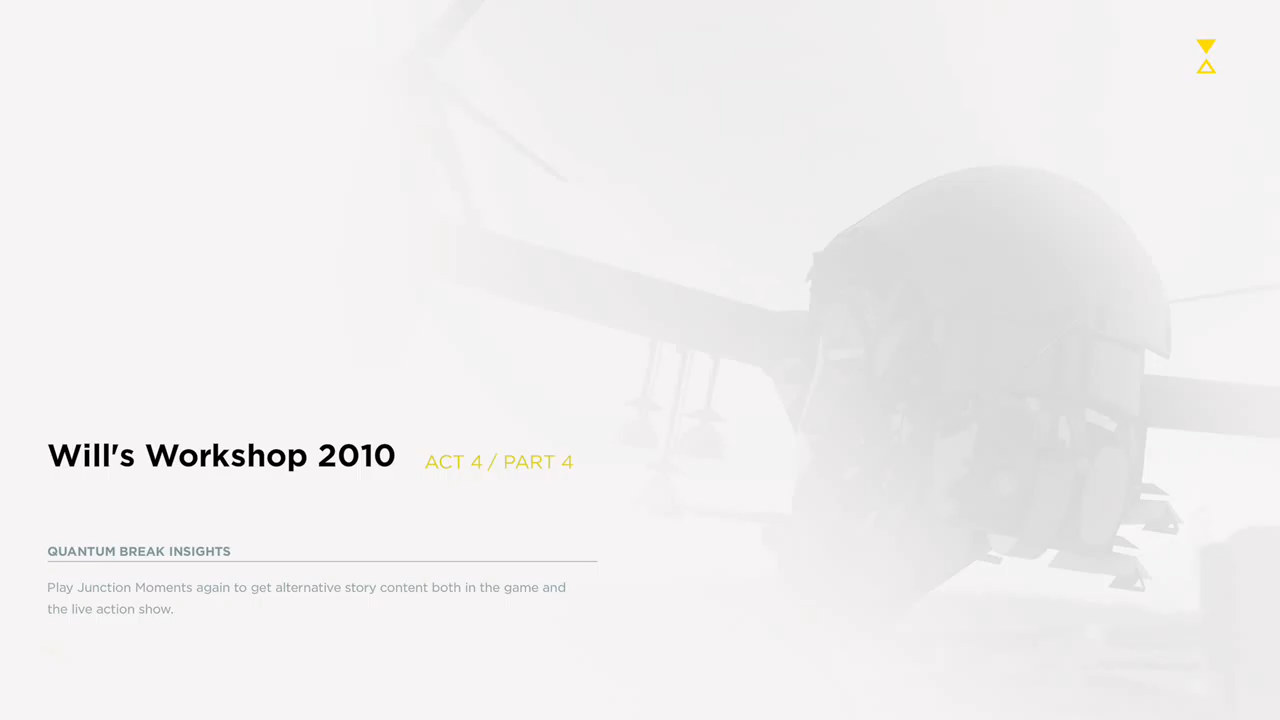 Will's Workshop 2010 ACT 4 / PART 4
QUANTUM BREAK INSIGHTS
Play Junction Moments again to get alternative story content both in the game and
the live action show.